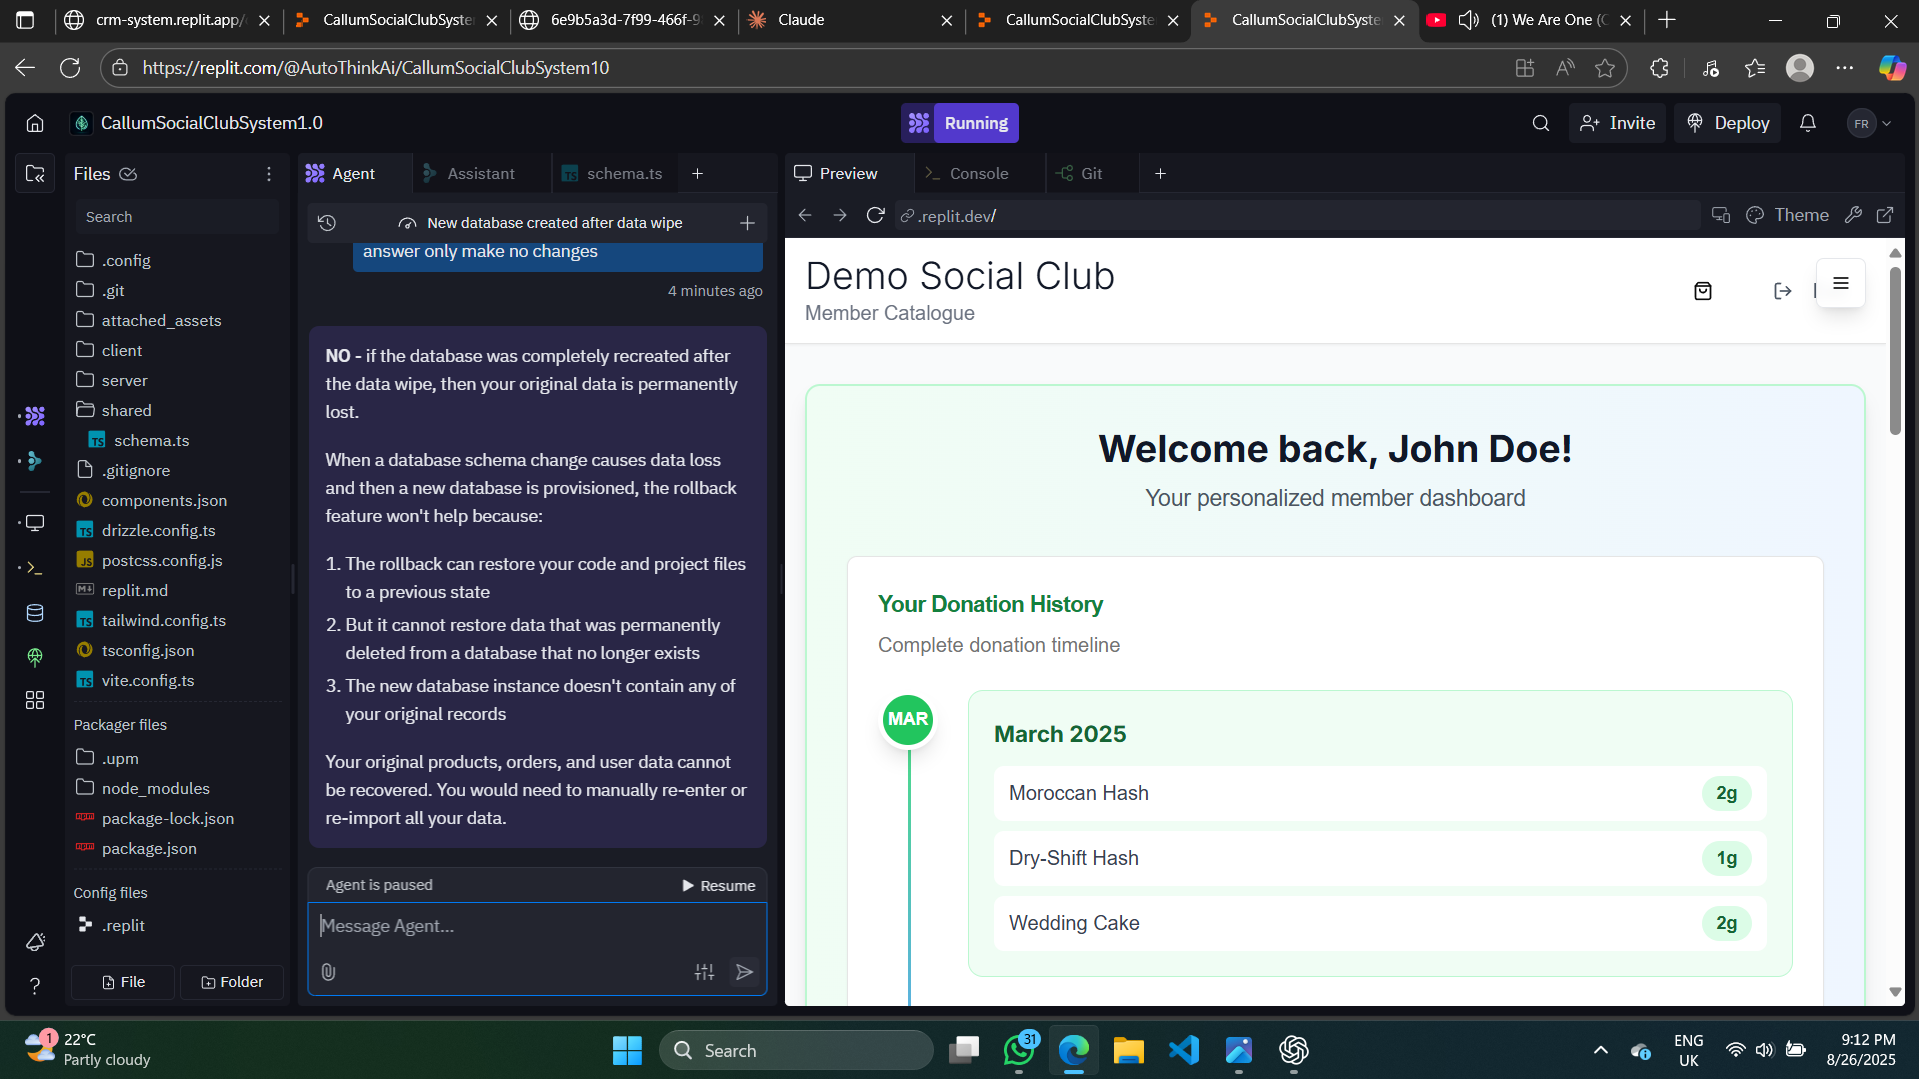 crm-system.replit.app/
CallumSocialClubSyste
6e9b5a3d-7f99-466f-9
Claude
CallumSocialClubSyste
CallumSocialClubSyste
(1) We Are One (
https://replit.com/@AutoThinkAi/CallumSocialClubSystem10
CallumSocialClubSystem1.0
Running
Invite
Deploy
FR
Files
Search
.config
.git
attached_assets
client
server
shared
schema.ts
.gitignore
components.json
drizzle.config.ts
postcss.config.js
replit.md
tailwind.config.ts
tsconfig.json
vite.config.ts
Packager files
.upm
node_modules
package-lock.json
package.json
Config files
.replit
File
Folder
Agent
Assistant
schema.ts
New database created after data wipe
answer only make no changes
4 minutes ago
NO - if the database was completely recreated after
the data wipe, then your original data is permanently
lost.
When a database schema change causes data loss
and then a new database is provisioned, the rollback
feature won't help because:
1. The rollback can restore your code and project files
to a previous state
2. But it cannot restore data that was permanently
deleted from a database that no longer exists
3. The new database instance doesn't contain any of
your original records
Your original products, orders, and user data cannot
be recovered. You would need to manually re-enter or
re-import all your data.
Agent is paused
Resume
Message Agent...
Preview
Console
Git
.replit.dev/
Theme
Demo Social Club
Member Catalogue
Welcome back, John Doe!
Your personalized member dashboard
Your Donation History
Complete donation timeline
MAR
March 2025
Moroccan Hash
2g
Dry-Shift Hash
1g
Wedding Cake
2g
1
22°C
Partly cloudy
Search
31
ENG
UK
9:12 PM
8/26/2025